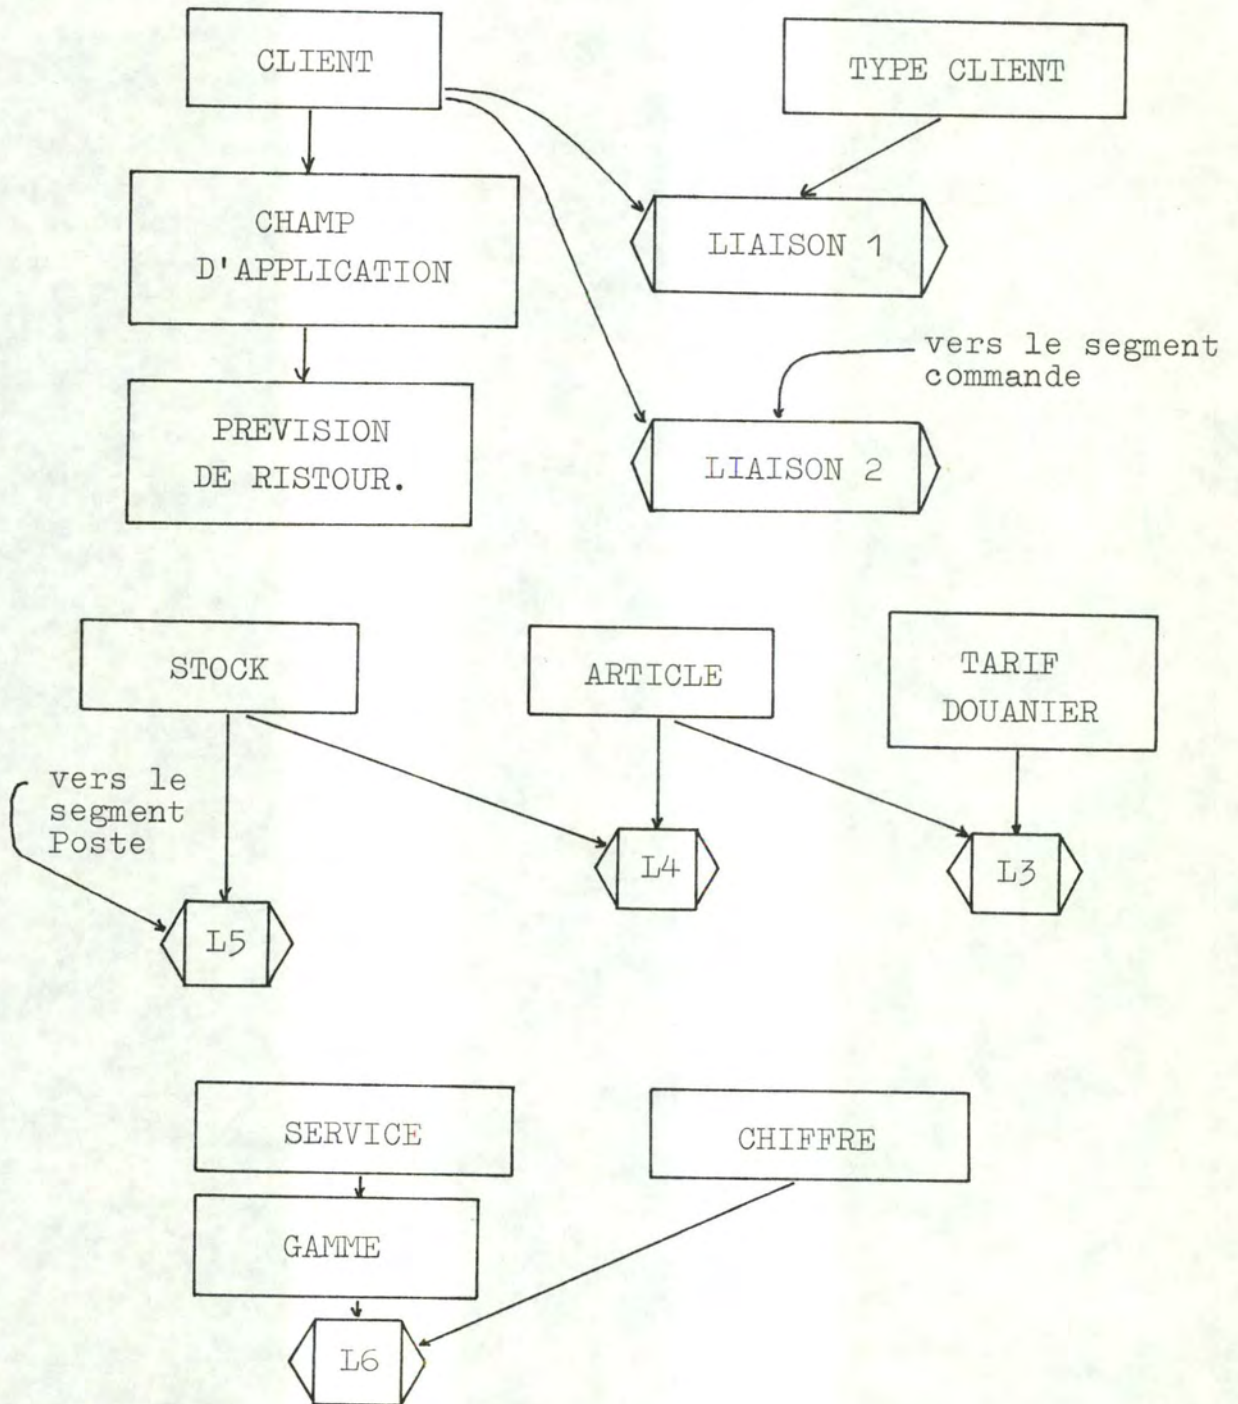 CLIENT
TYPE CLIENT
CHAMP
D'APPLICATION
LIAISON 1
vers le segment
commande
PREVISION
DE RISTOUR.
LIAISON 2
STOCK
ARTICLE
TARIF
DOUANIER
vers le
segment
Poste
L4
L3
L5
SERVICE
CHIFFRE
GAMME
L6